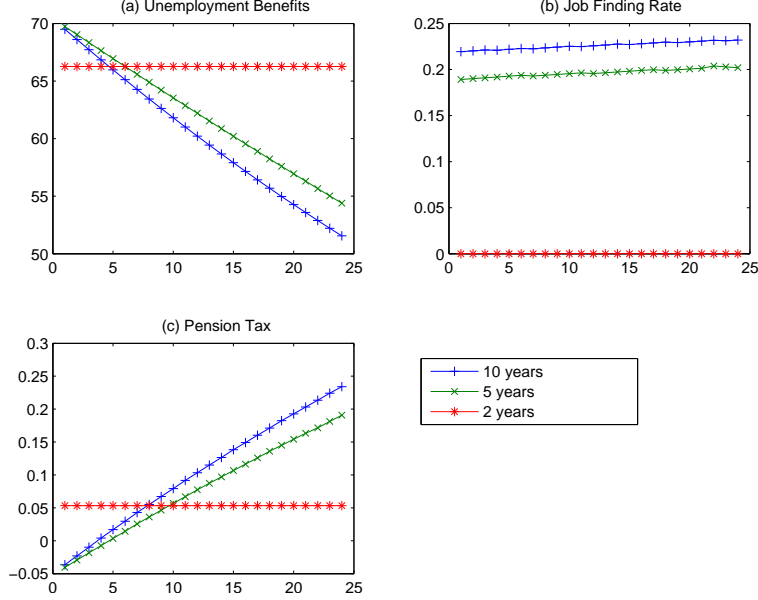 (a) Unemployment Benefits
70
65
60
55
50
0 5 10 15 20 25
(b) Job Finding Rate
0.25
0.2
0.15
0.1
0.05
0
0 5 10 15 20 25
(c) Pension Tax
0.3
0.25
0.2
0.15
0.1
0.05
0
−0.05
0 5 10 15 20 25
10 years
5 years
2 years